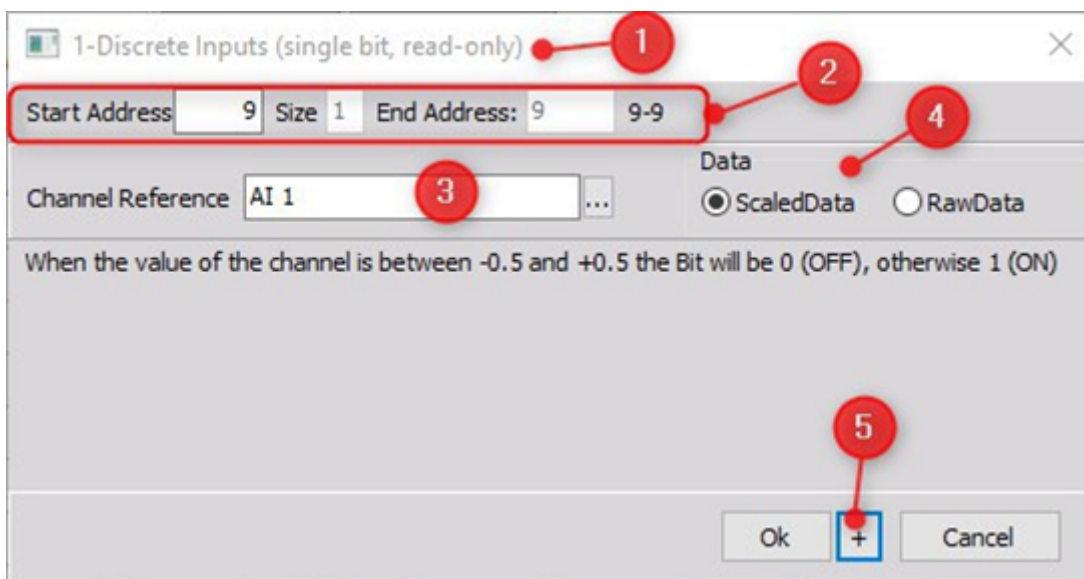 1-Discrete Inputs (single bit, read-only)
1
2
Start Address 9 Size 1 End Address: 9 9-9
4
Data
Channel Reference AI 1 3 ... ScaledData RawData
When the value of the channel is between -0.5 and +0.5 the Bit will be 0 (OFF), otherwise 1 (ON)
5
Ok + Cancel